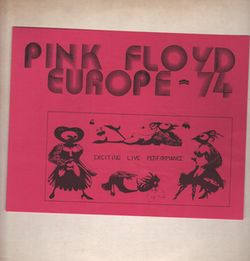 PINK FLOYD
EUROPE - 74
EXCITING LIVE PERFORMANCE